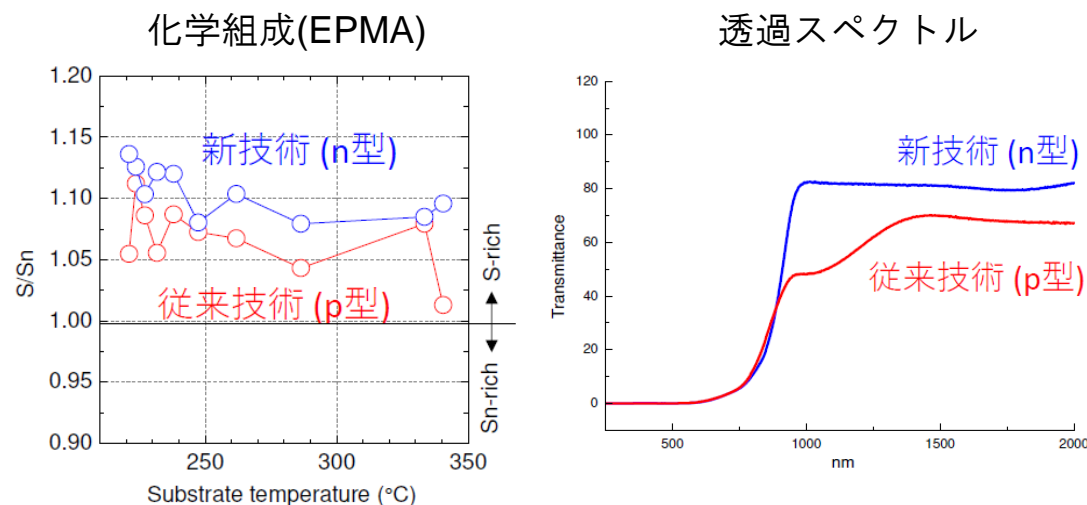 化学組成(EPMA)
1.20
1.15
1.10
1.05
1.00
0.95
0.90
S/Sn
新技術 (n型)
従来技術 (p型)
S-rich
Sn-rich
250
300
350
Substrate temperature (°C)
透過スペクトル
120
100
80
60
40
20
0
Transmittance
新技術 (n型)
従来技術 (p型)
500
1000
1500
2000
nm